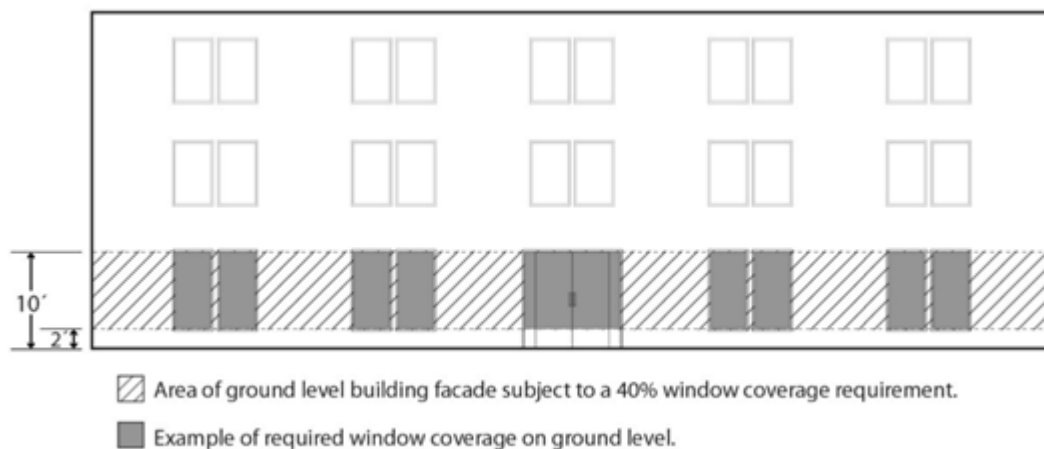 10´
2´
Area of ground level building facade subject to a 40% window coverage requirement.
Example of required window coverage on ground level.